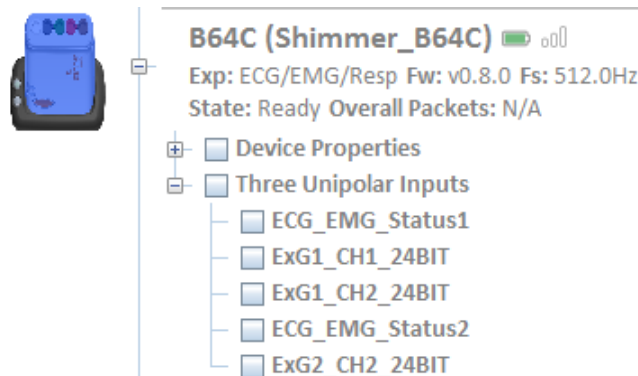 B64C (Shimmer_B64C)
Exp: ECG/EMG/Resp Fw: v0.8.0 Fs: 512.0Hz
State: Ready Overall Packets: N/A
Device Properties
Three Unipolar Inputs
ECG_EMG_Status1
ExG1_CH1_24BIT
ExG1_CH2_24BIT
ECG_EMG_Status2
ExG2_CH2_24BIT